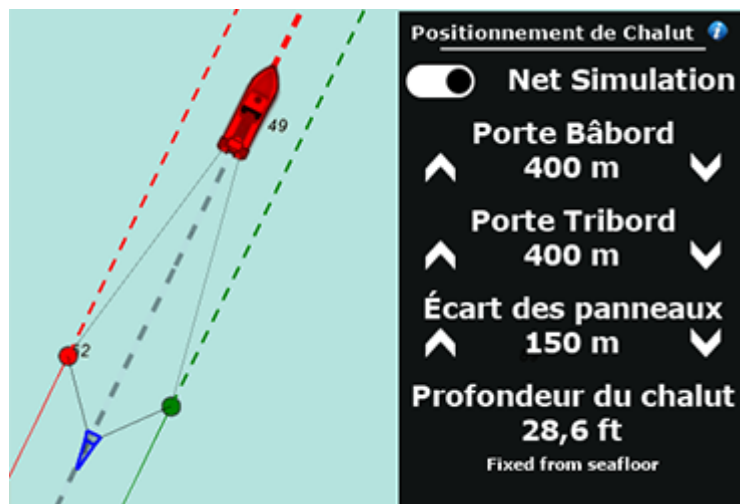 Positionnement de Chalut
Net Simulation
Porte Bâbord
400 m
Porte Tribord
400 m
Écart des panneaux
150 m
Profondeur du chalut
28,6 ft
Fixed from seafloor
49
52